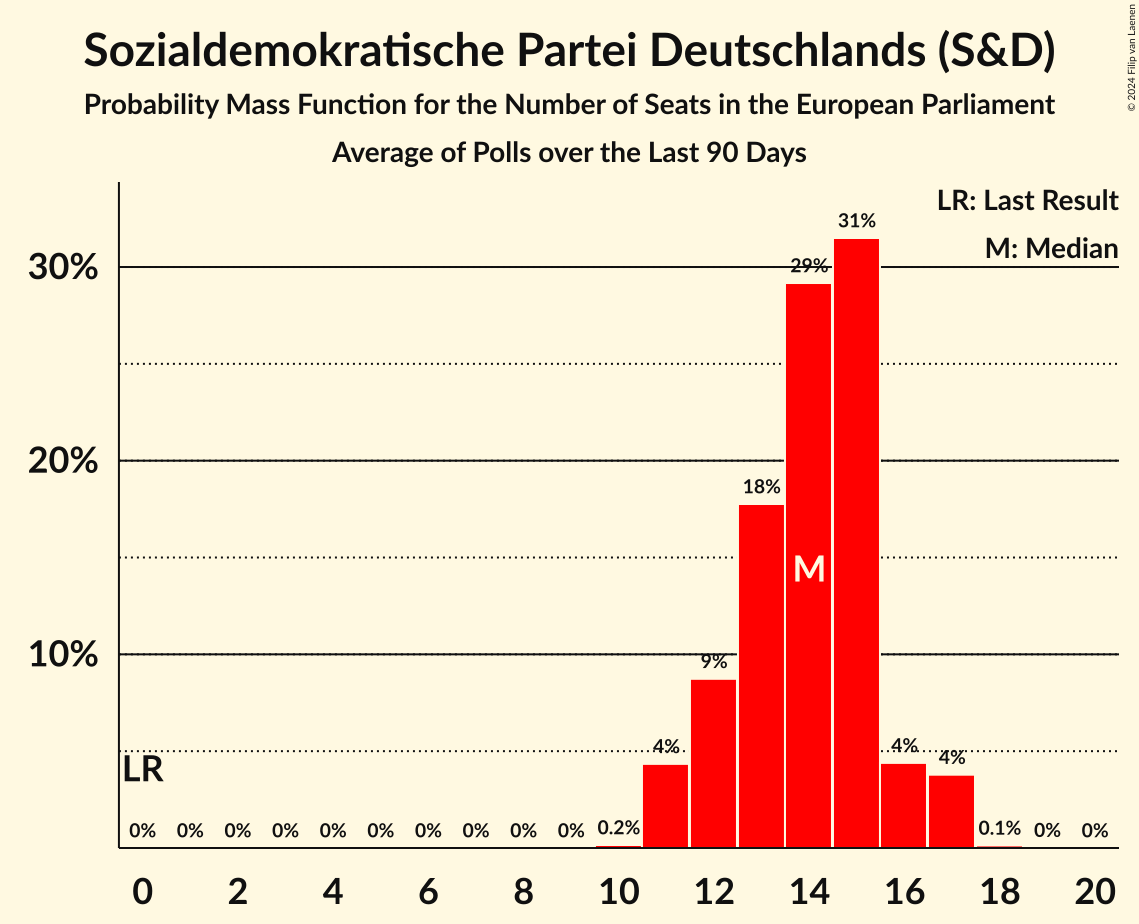 Sozialdemokratische Partei Deutschlands (S&D)
Probability Mass Function for the Number of Seats in the European Parliament
Average of Polls over the Last 90 Days
© 2024 Filip van Laenen
LR: Last Result
M: Median
30%
20%
10%
LR
M
0% 0% 0% 0% 0% 0% 0% 0% 0% 0% 0.2% 4% 9% 18% 29% 31% 4% 4% 0.1% 0% 0%
0 2 4 6 8 10 12 14 16 18 20